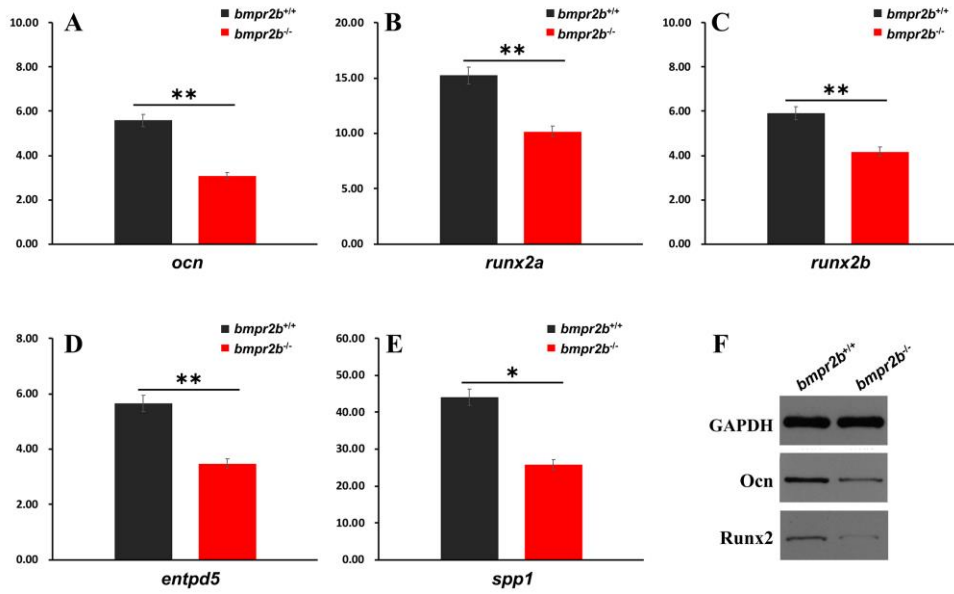 A
bmpr2b+/+
bmpr2b-/-
10.00
8.00
6.00
4.00
2.00
0.00
**
ocn
B
bmpr2b+/+
bmpr2b-/-
20.00
15.00
10.00
5.00
0.00
**
runx2a
C
bmpr2b+/+
bmpr2b-/-
10.00
8.00
6.00
4.00
2.00
0.00
**
runx2b
D
bmpr2b+/+
bmpr2b-/-
8.00
6.00
4.00
2.00
0.00
**
entpd5
E
bmpr2b+/+
bmpr2b-/-
60.00
50.00
40.00
30.00
20.00
10.00
0.00
*
spp1
F
bmpr2b+/+
bmpr2b-/-
GAPDH
Ocn
Runx2